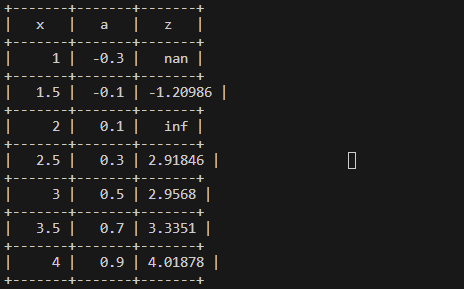 +-------+-------+-------+
|   x   |   a   |   z   |
+-------+-------+-------+
|     1 |  -0.3 |   nan |
+-------+-------+-------+
|   1.5 |  -0.1 | -1.20986 |
+-------+-------+-------+
|     2 |   0.1 |   inf |
+-------+-------+-------+
|   2.5 |   0.3 | 2.91846 |
+-------+-------+-------+
|     3 |   0.5 | 2.9568 |
+-------+-------+-------+
|   3.5 |   0.7 | 3.3351 |
+-------+-------+-------+
|     4 |   0.9 | 4.01878 |
+-------+-------+-------+